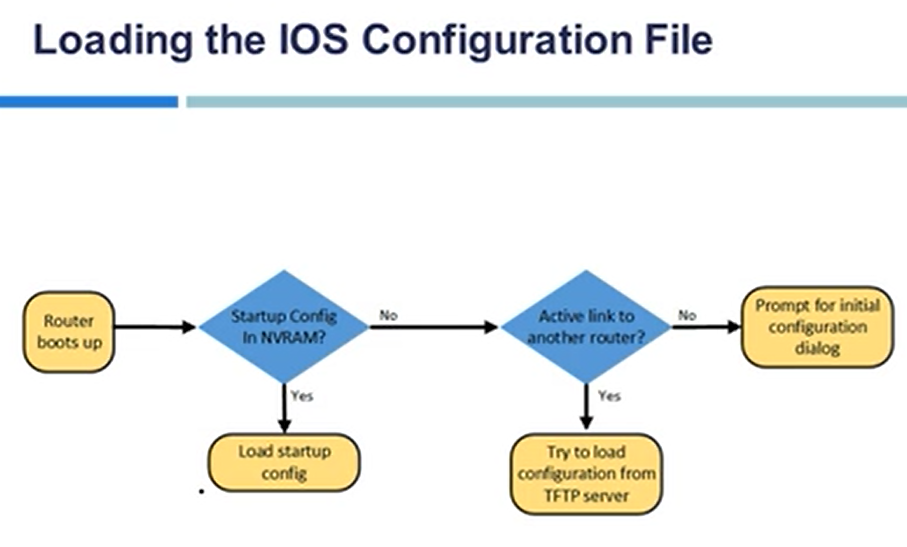 Loading the IOS Configuration File
Router
boots up
Startup Config
In NVRAM?
No
Active link to
another router?
No
Prompt for initial
configuration
dialog
Yes
Load startup
config
Yes
Try to load
configuration from
TFTP server